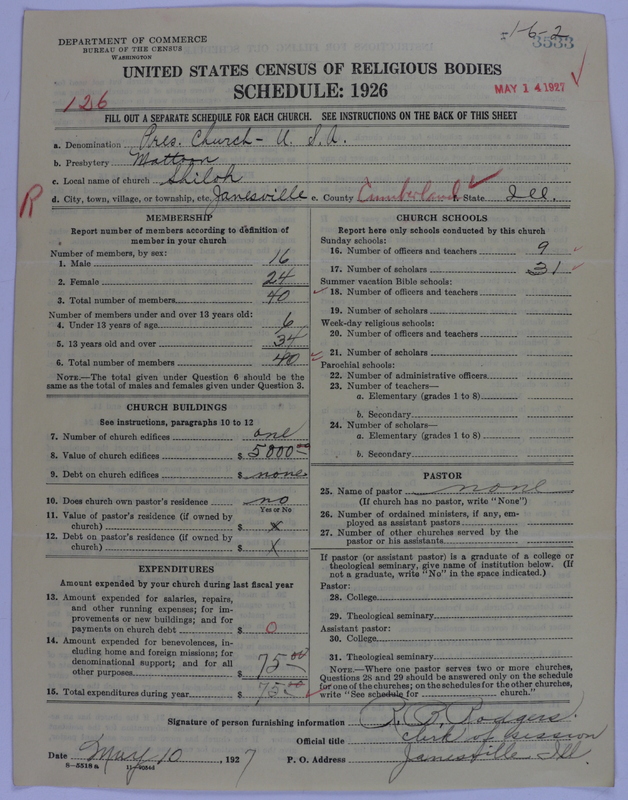 1-6-2
3533
DEPARTMENT OF COMMERCE
BUREAU OF THE CENSUS
WASHINGTON
UNITED STATES CENSUS OF RELIGIOUS BODIES
SCHEDULE: 1926
MAY 14 1927
126
FILL OUT A SEPARATE SCHEDULE FOR EACH CHURCH. SEE INSTRUCTIONS ON THE BACK OF THIS SHEET
a. Denomination Pres. Church - U. S. A.
b. Presbytery Mattoon
c. Local name of church Shiloh
d. City, town, village, or township, etc. Janesville e. County Cumberland f. State Ill.
R
MEMBERSHIP
Report number of members according to definition of
member in your church
Number of members, by sex:
1. Male 16
2. Female 24
3. Total number of members 40
Number of members under and over 13 years old:
4. Under 13 years of age 6
5. 13 years old and over 34
6. Total number of members 40
NOTE.—The total given under Question 6 should be the
same as the total of males and females given under Question 3.
CHURCH BUILDINGS
See instructions, paragraphs 10 to 12
7. Number of church edifices one
8. Value of church edifices $ 5000.00
9. Debt on church edifices $ none
10. Does church own pastor's residence no
Yes or No
11. Value of pastor's residence (if owned by
church) $ x
12. Debt on pastor's residence (if owned by
church) $ x
EXPENDITURES
Amount expended by your church during last fiscal year
13. Amount expended for salaries, repairs,
and other running expenses; for im-
provements or new buildings; and for
payments on church debt $ 0
14. Amount expended for benevolences, in-
cluding home and foreign missions; for
denominational support; and for all
other purposes $ 75.00
15. Total expenditures during year $ 75.00
CHURCH SCHOOLS
Report here only schools conducted by this church
Sunday schools:
16. Number of officers and teachers 9
17. Number of scholars 31
Summer vacation Bible schools:
18. Number of officers and teachers
19. Number of scholars
Week-day religious schools:
20. Number of officers and teachers
21. Number of scholars
Parochial schools:
22. Number of administrative officers
23. Number of teachers—
a. Elementary (grades 1 to 8)
b. Secondary
24. Number of scholars—
a. Elementary (grades 1 to 8)
b. Secondary
PASTOR
25. Name of pastor none
(If church has no pastor, write "None")
26. Number of ordained ministers, if any, em-
ployed as assistant pastors
27. Number of other churches served by the
pastor or his assistants
If pastor (or assistant pastor) is a graduate of a college or
theological seminary, give name of institution below. (If
not a graduate, write "No" in the space indicated.)
Pastor:
28. College
29. Theological seminary
Assistant pastor:
30. College
31. Theological seminary
NOTE.—Where one pastor serves two or more churches,
Questions 28 and 29 should be answered only on the schedule
for one of the churches; on the schedules for the other churches,
write "See schedule for church."
Signature of person furnishing information Rodgers
Official title Clerk of Session
Date May 10, 1927 P. O. Address Janesville Ill
8—5518a